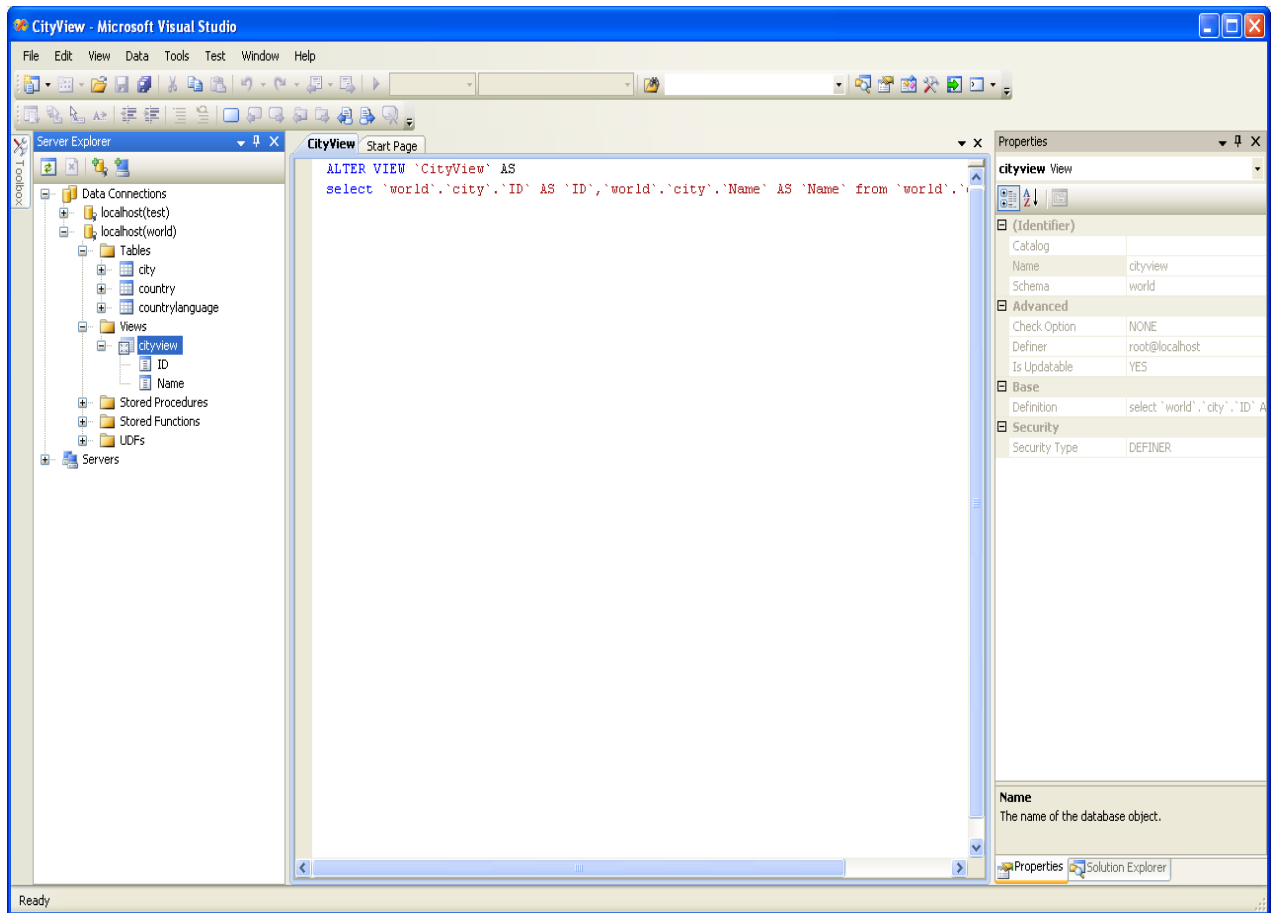 CityView - Microsoft Visual Studio
File Edit View Data Tools Test Window Help
Toolbox
Server Explorer
Data Connections
localhost(test)
localhost(world)
Tables
city
country
countrylanguage
Views
cityview
ID
Name
Stored Procedures
Stored Functions
UDFs
Servers
CityView Start Page
ALTER VIEW `CityView` AS
select `world`.`city`.`ID` AS `ID`,`world`.`city`.`Name` AS `Name` from `world`.`
Properties
cityview View
(Identifier)
Catalog
Name cityview
Schema world
Advanced
Check Option NONE
Definer root@localhost
Is Updatable YES
Base
Definition select `world`.`city`.`ID` A
Security
Security Type DEFINER
Name
The name of the database object.
Properties Solution Explorer
Ready